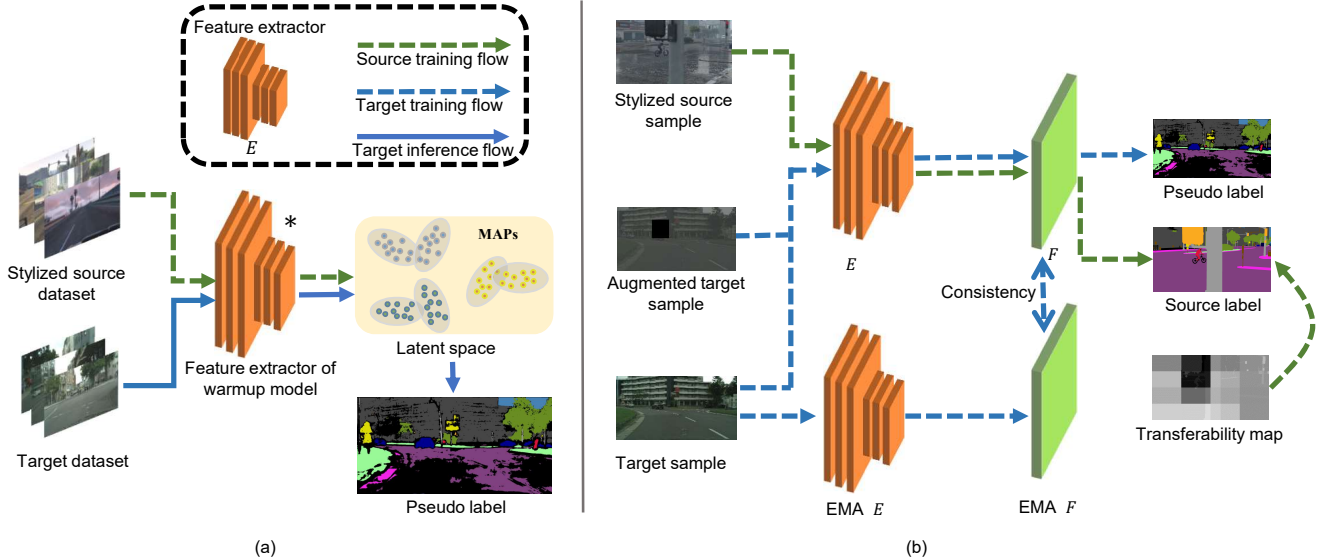 Feature extractor
E
Source training flow
Target training flow
Target inference flow
Stylized source
dataset
*
MAPs
Latent space
Feature extractor of
warmup model
Target dataset
Pseudo label
(a)
Stylized source
sample
Augmented target
sample
Target sample
E
F
Consistency
EMA E
EMA F
Pseudo label
Source label
Transferability map
(b)